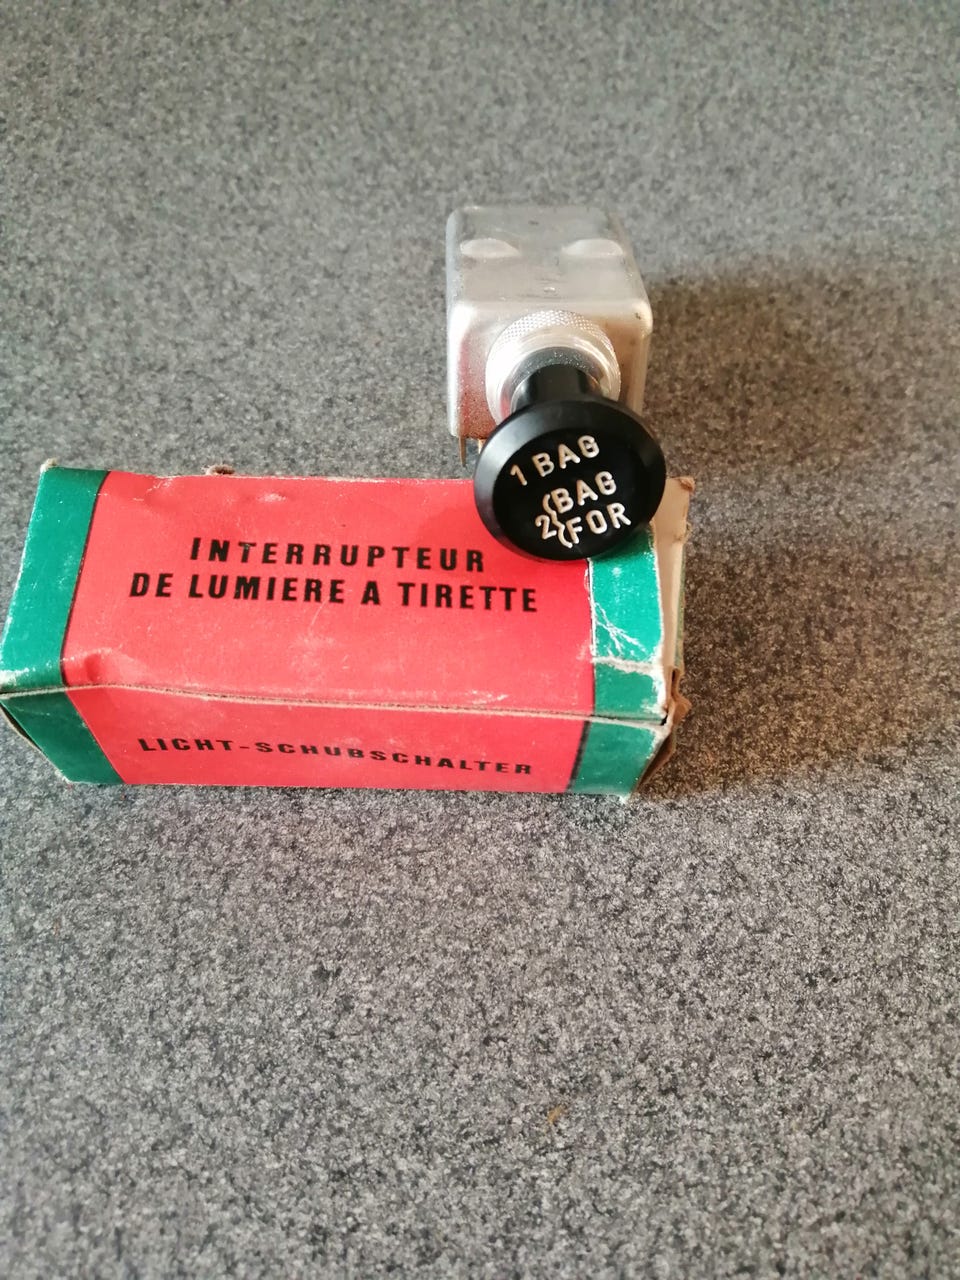 1 BAG
2{BAG
FOR
INTERRUPTEUR
DE LUMIERE A TIRETTE
LICHT-SCHUBSCHALTER